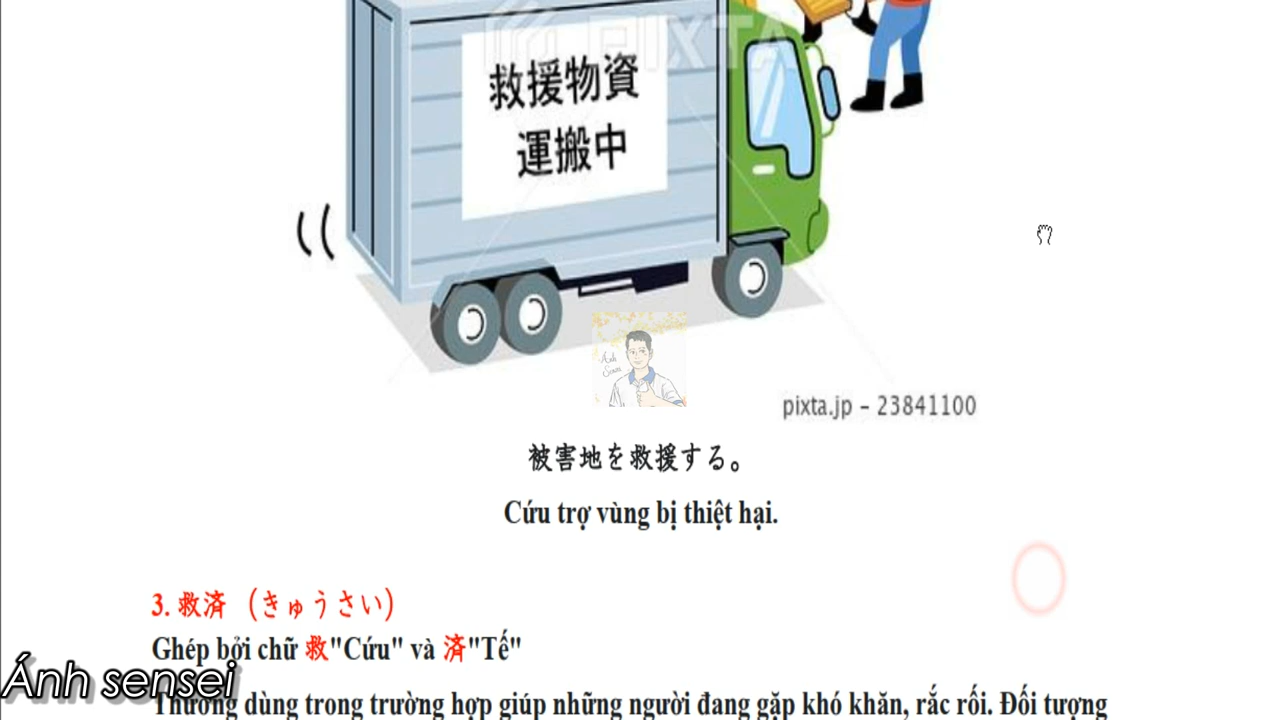 PIXTA
救援物資
運搬中
Ánh
Sensei
pixta.jp - 23841100
被害地を救援する。
Cứu trợ vùng bị thiệt hại.
3. 救済 （きゅうさい）
Ghép bởi chữ 救"Cứu" và 済"Tế"
Ánh sensei
Thường dùng trong trường hợp giúp những người đang gặp khó khăn, rắc rối. Đối tượng